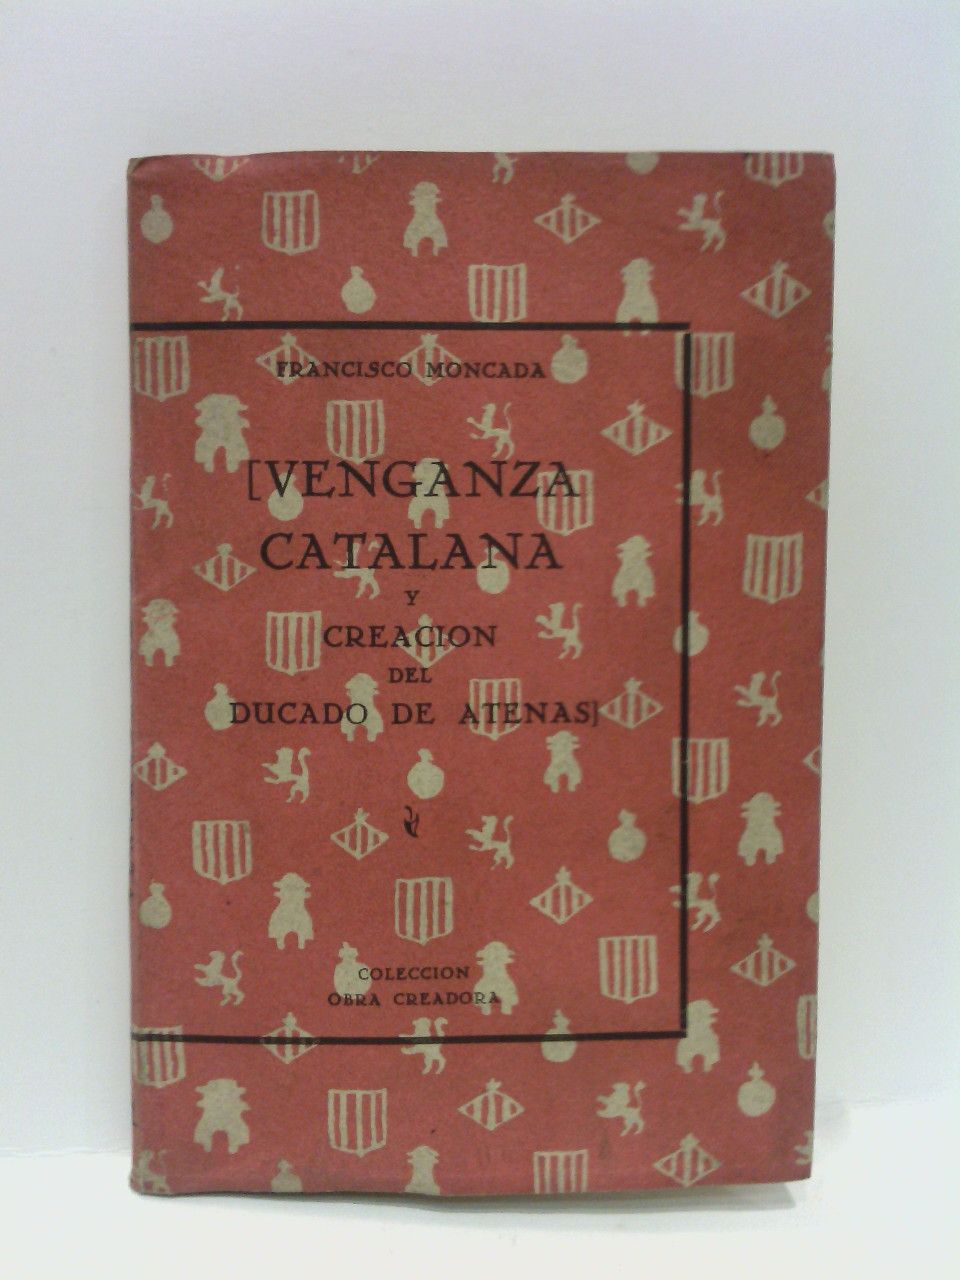 FRANCISCO MONCADA
[VENGANZA
CATALANA
Y
CREACION
DEL
DUCADO DE ATENAS]
COLECCION
OBRA CREADORA